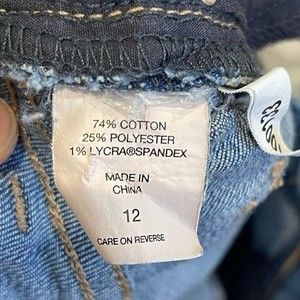 74% COTTON
25% POLYESTER
1% LYCRA®SPANDEX
MADE IN
CHINA
12
CARE ON REVERSE